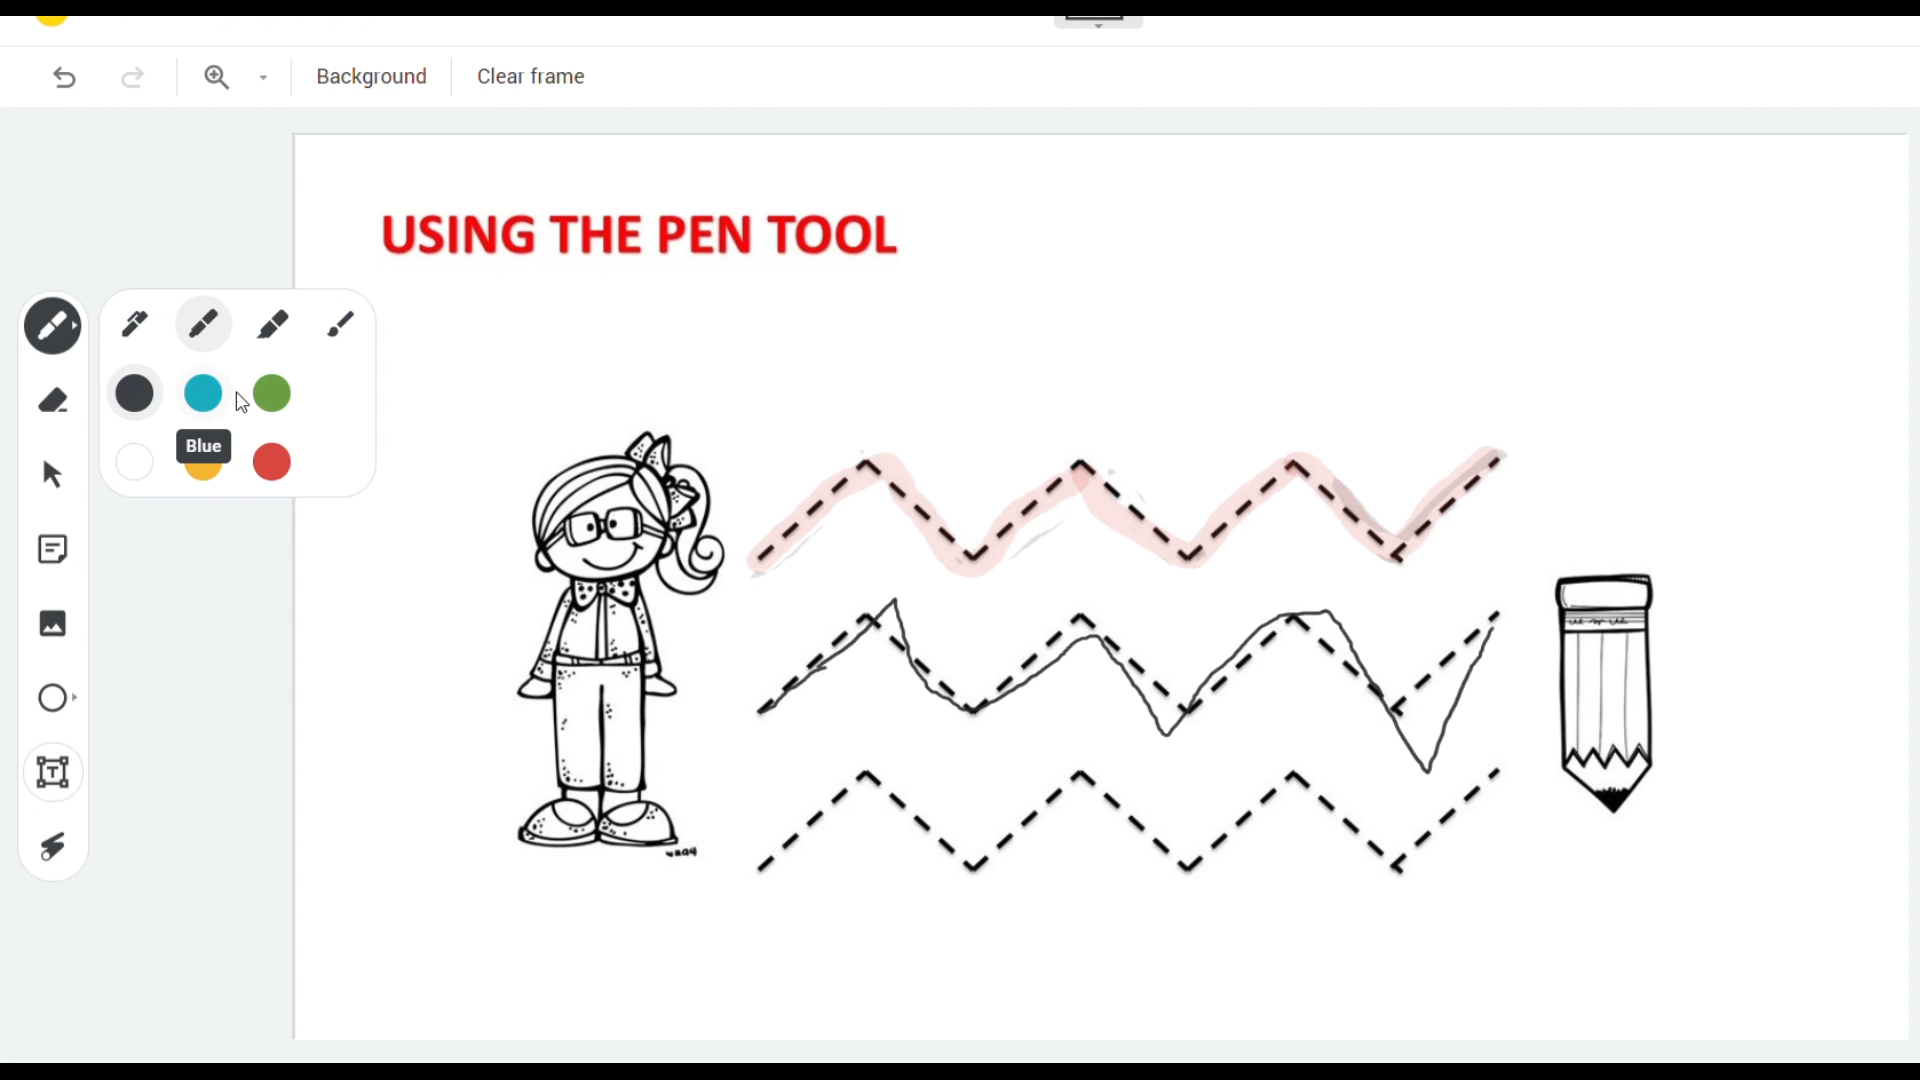 Background
Clear frame
USING THE PEN TOOL
Blue
T